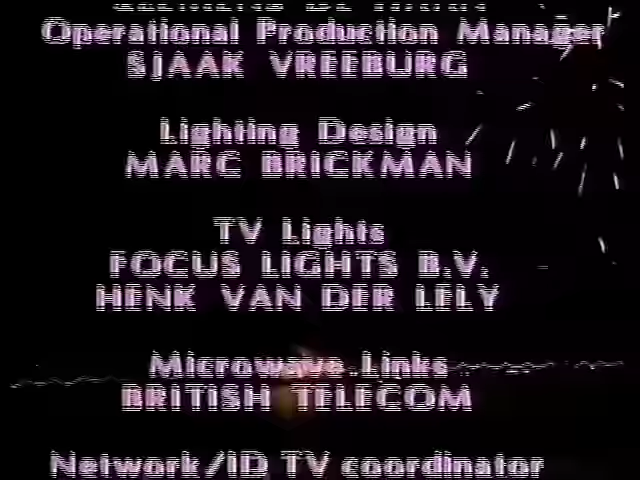 Operational Production Manager
SJAAK VREEBURG
Lighting Design
MARC BRICKMAN
TV Lights
FOCUS LIGHTS B.V.
HENK VAN DER LELY
Microwave Links
BRITISH TELECOM
Network/ID TV coordinator